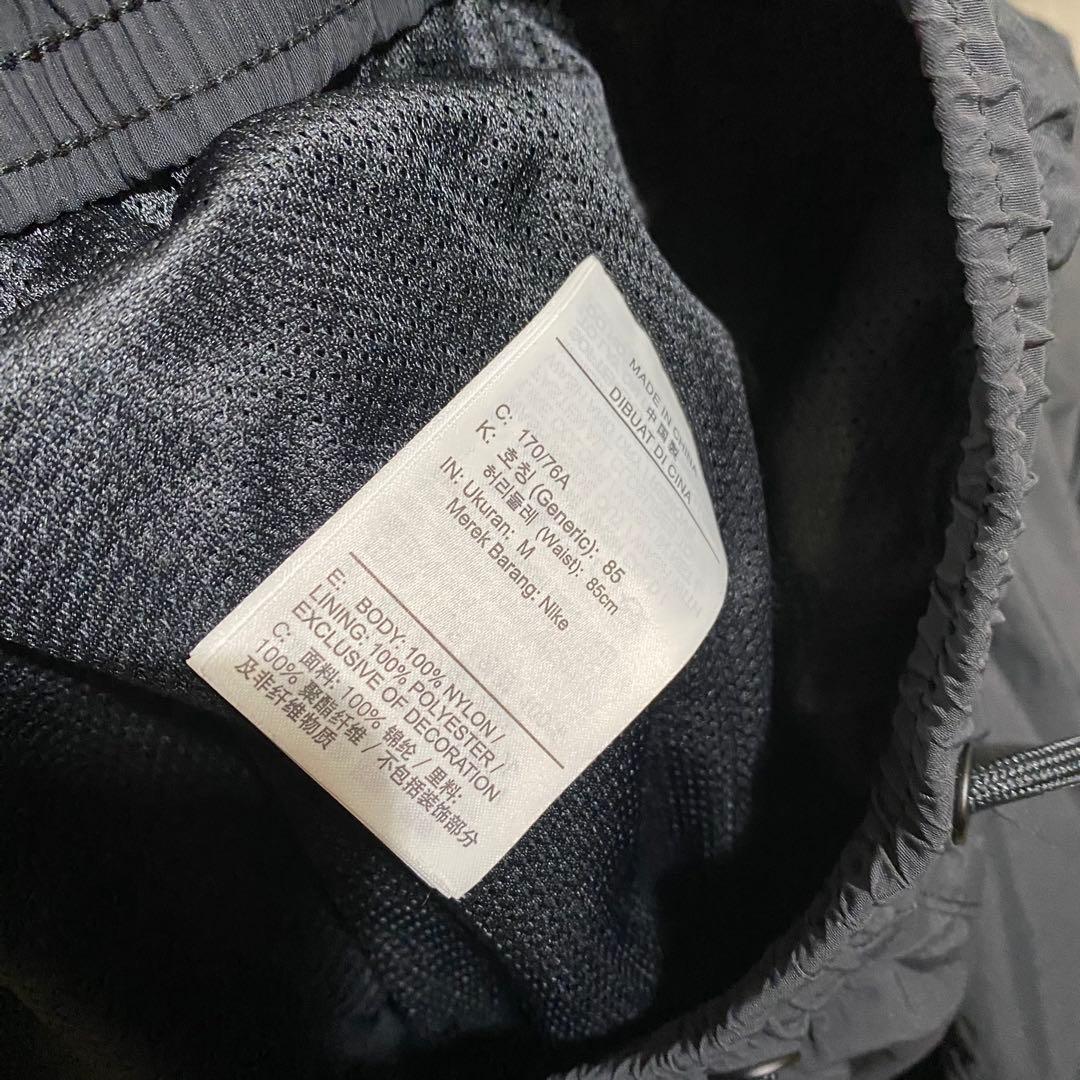 MADE IN CHINA
中国製
DIBUAT DI CINA
C: 170/76A
K: 호칭 (Generic): 85
허리둘레 (Waist): 85cm
IN: Ukuran: M
Merek Barang: Nike
E: BODY: 100% NYLON /
LINING: 100% POLYESTER /
EXCLUSIVE OF DECORATION
C: 面料: 100% 锦纶 / 里料:
100% 聚酯纤维 / 不包括装饰部分
及非纤维物质